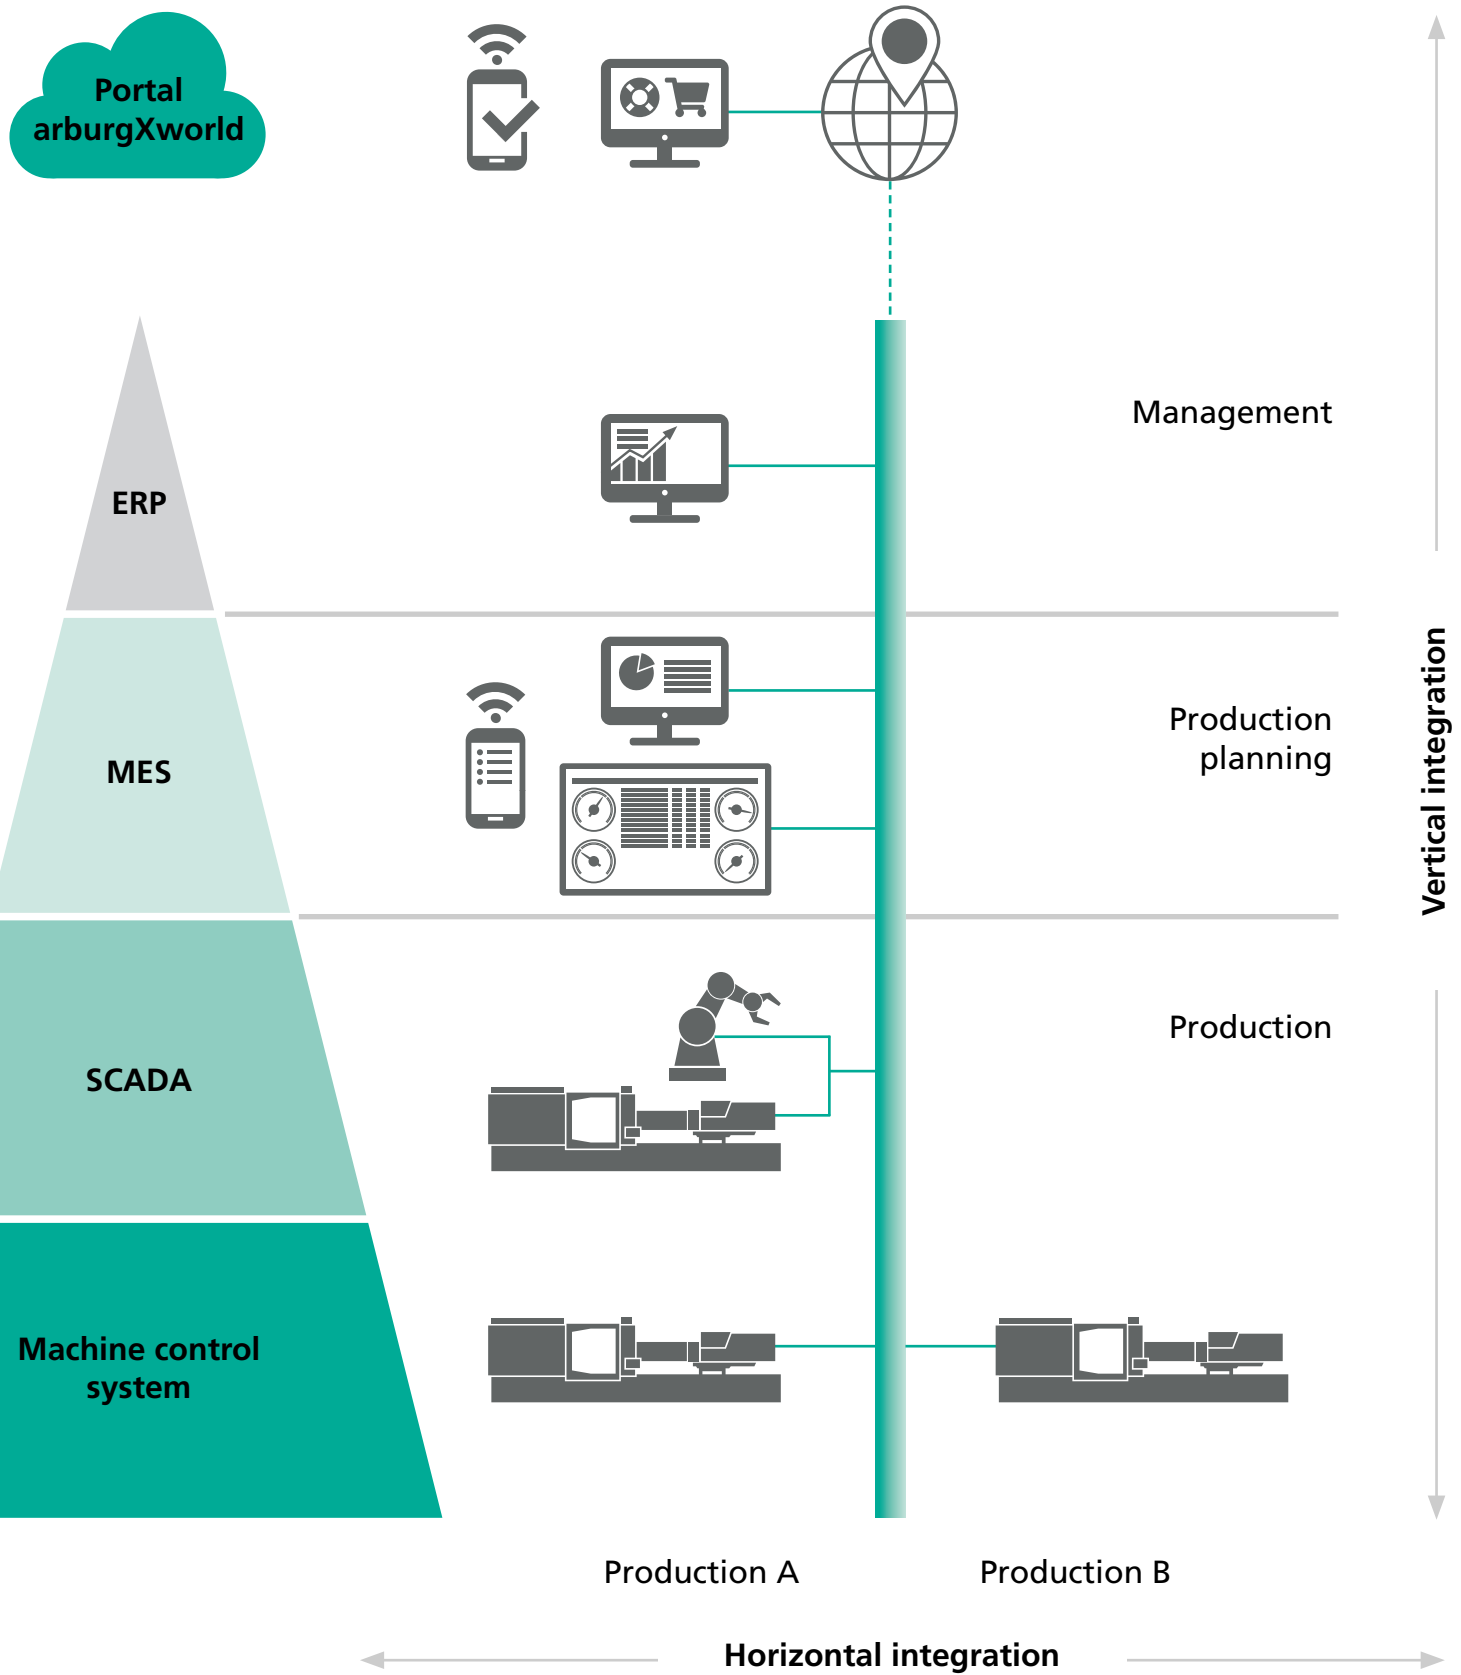 Portal
arburgXworld
Management
ERP
Production
planning
MES
Vertical integration
Production
SCADA
Machine control
system
Production A
Production B
Horizontal integration